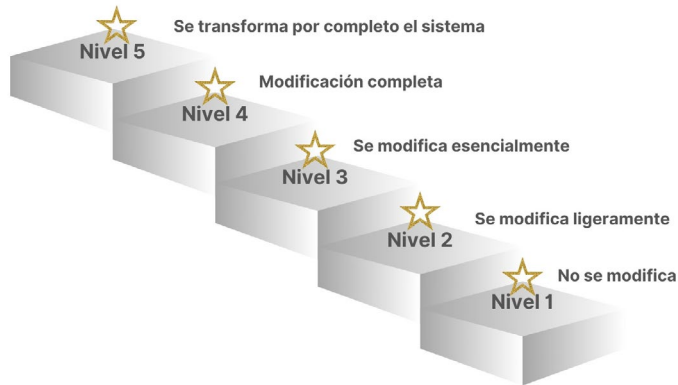 Se transforma por completo el sistema
Nivel 5
Modificación completa
Nivel 4
Se modifica esencialmente
Nivel 3
Se modifica ligeramente
Nivel 2
No se modifica
Nivel 1